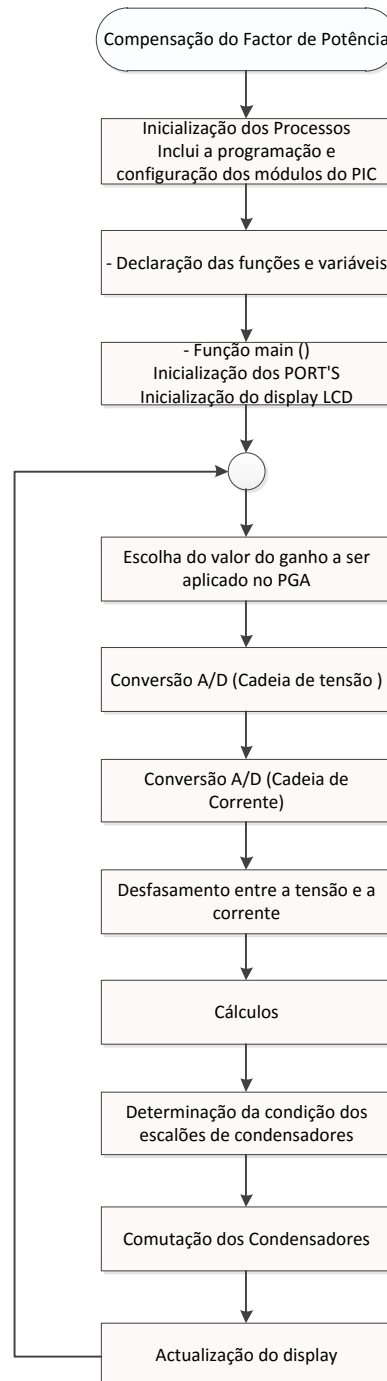 Compensação do Factor de Potência
Inicialização dos Processos
Inclui a programação e
configuração dos módulos do PIC
- Declaração das funções e variáveis
- Função main ()
Inicialização dos PORT'S
Inicialização do display LCD
Escolha do valor do ganho a ser
aplicado no PGA
Conversão A/D (Cadeia de tensão )
Conversão A/D (Cadeia de
Corrente)
Desfasamento entre a tensão e a
corrente
Cálculos
Determinação da condição dos
escalões de condensadores
Comutação dos Condensadores
Actualização do display